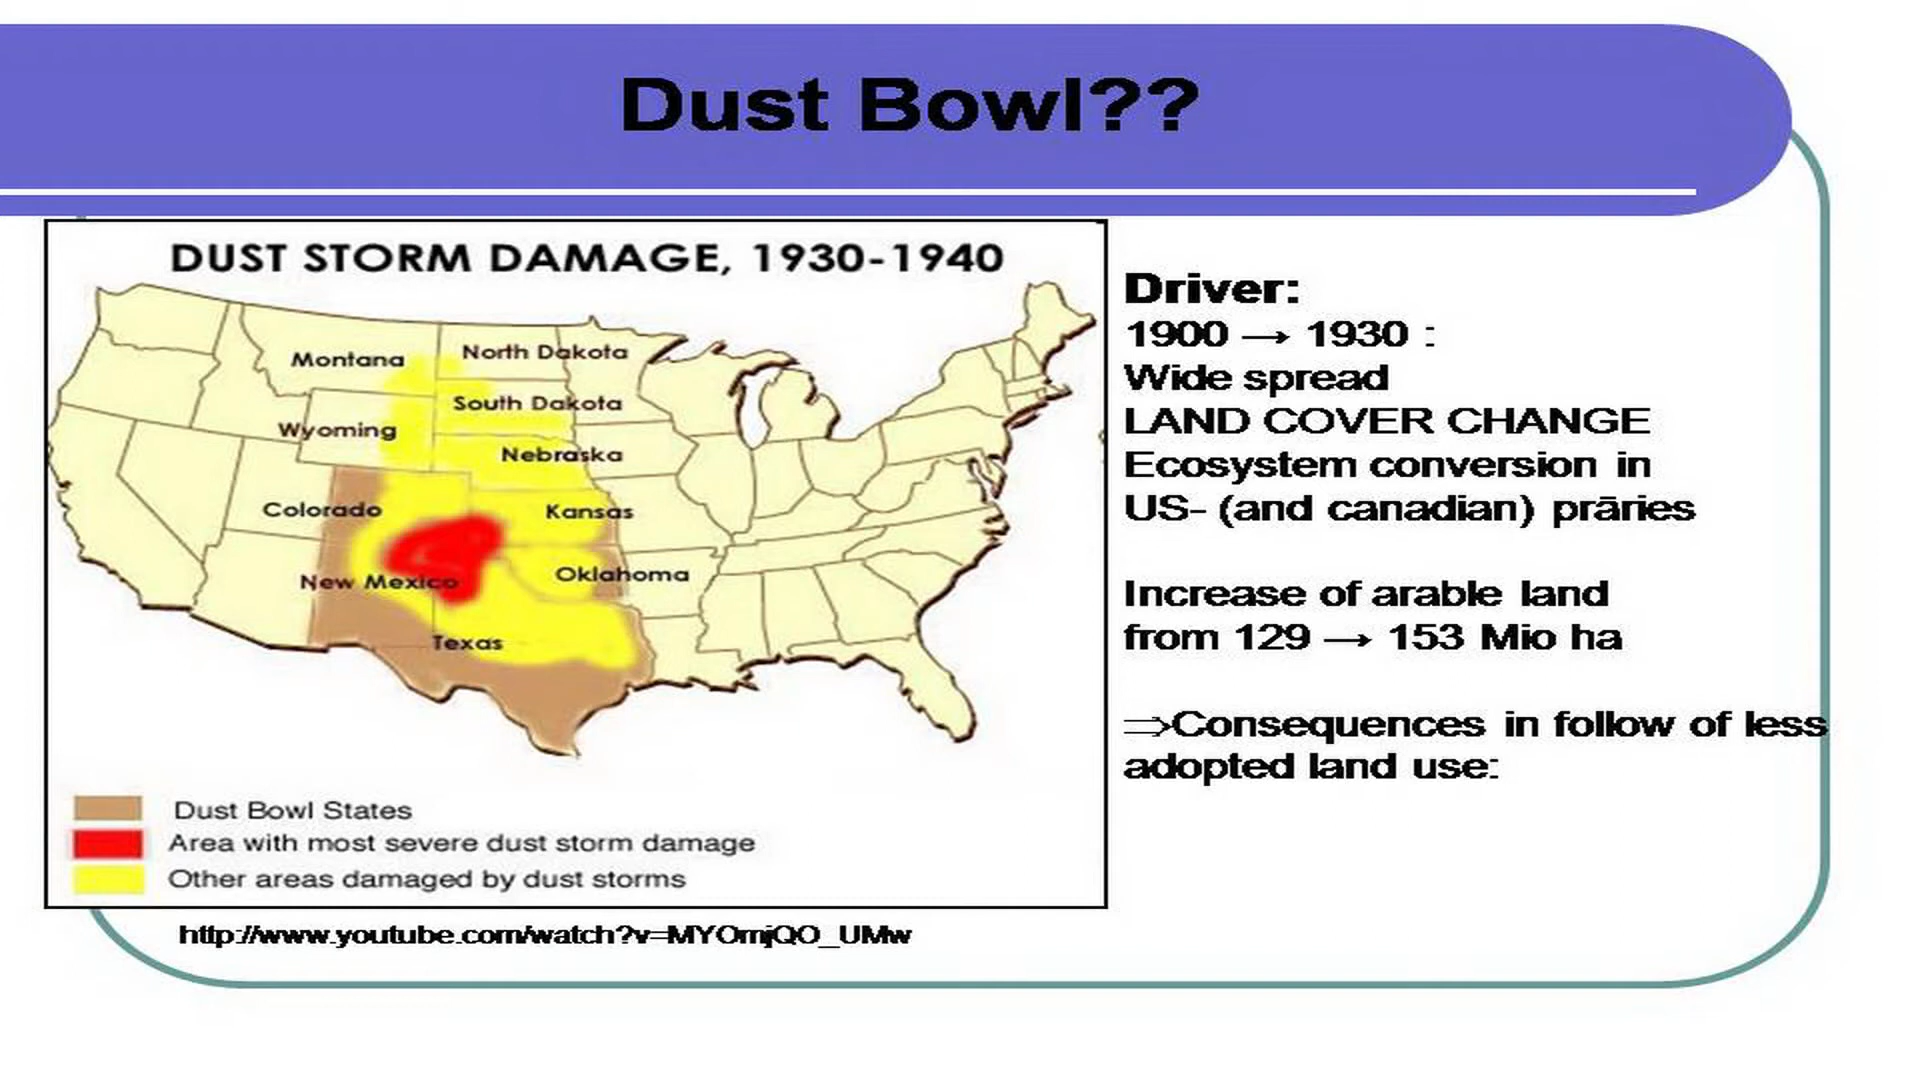 Dust Bowl??
DUST STORM DAMAGE, 1930-1940
Montana
North Dakota
South Dakota
Wyoming
Nebraska
Colorado
Kansas
New Mexico
Oklahoma
Texas
Dust Bowl States
Area with most severe dust storm damage
Other areas damaged by dust storms
http://www.youtube.com/watch?v=MYOmjQO_UMw
Driver:
1900 → 1930 :
Wide spread
LAND COVER CHANGE
Ecosystem conversion in
US- (and canadian) präries
Increase of arable land
from 129 → 153 Mio ha
⇒Consequences in follow of less
adopted land use: